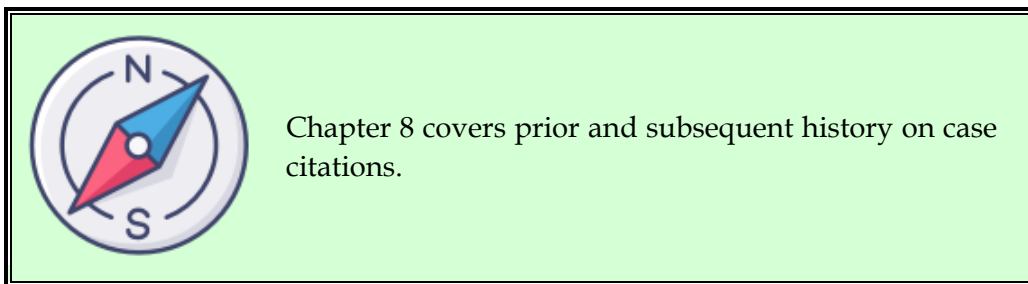 N
Chapter 8 covers prior and subsequent history on case
citations.
S